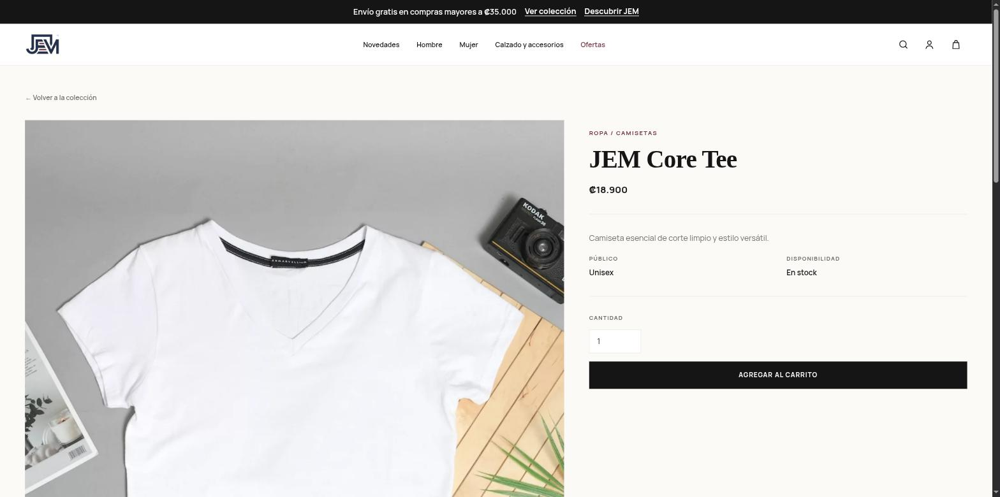 Envío gratis en compras mayores a ₡35.000 Ver colección Descubrir JEM
JEM
Novedades Hombre Mujer Calzado y accesorios Ofertas
← Volver a la colección
ROPA / CAMISETAS
JEM Core Tee
₡18.900
KODAK
Camiseta esencial de corte limpio y estilo versátil.
PÚBLICO DISPONIBILIDAD
Unisex En stock
CANTIDAD
1
AGREGAR AL CARRITO